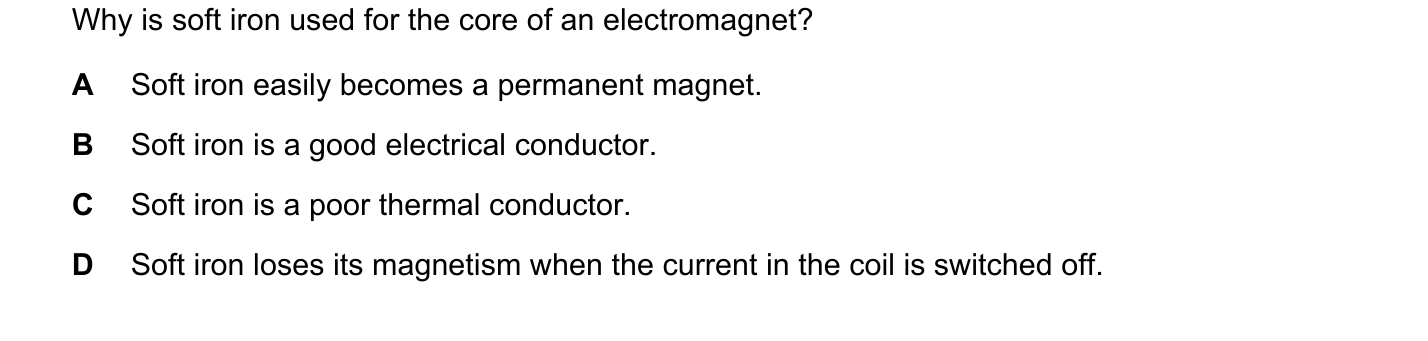 Why is soft iron used for the core of an electromagnet?
A Soft iron easily becomes a permanent magnet.
B Soft iron is a good electrical conductor.
C Soft iron is a poor thermal conductor.
D Soft iron loses its magnetism when the current in the coil is switched off.